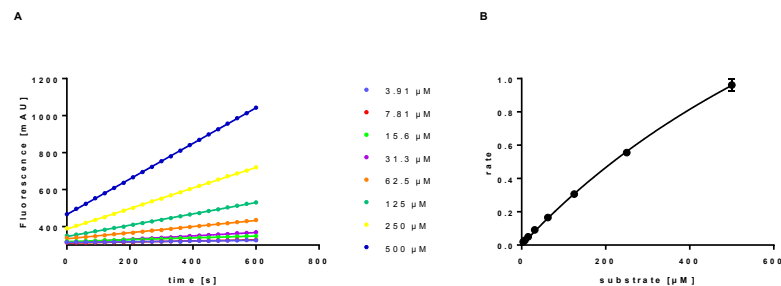 A
Fluorescence [mAU]
1200
1000
800
600
400
0
200
400
600
800
time [s]
3.91 µM
7.81 µM
15.6 µM
31.3 µM
62.5 µM
125 µM
250 µM
500 µM
B
rate
1.0
0.8
0.6
0.4
0.2
0.0
0
200
400
600
substrate [µM]